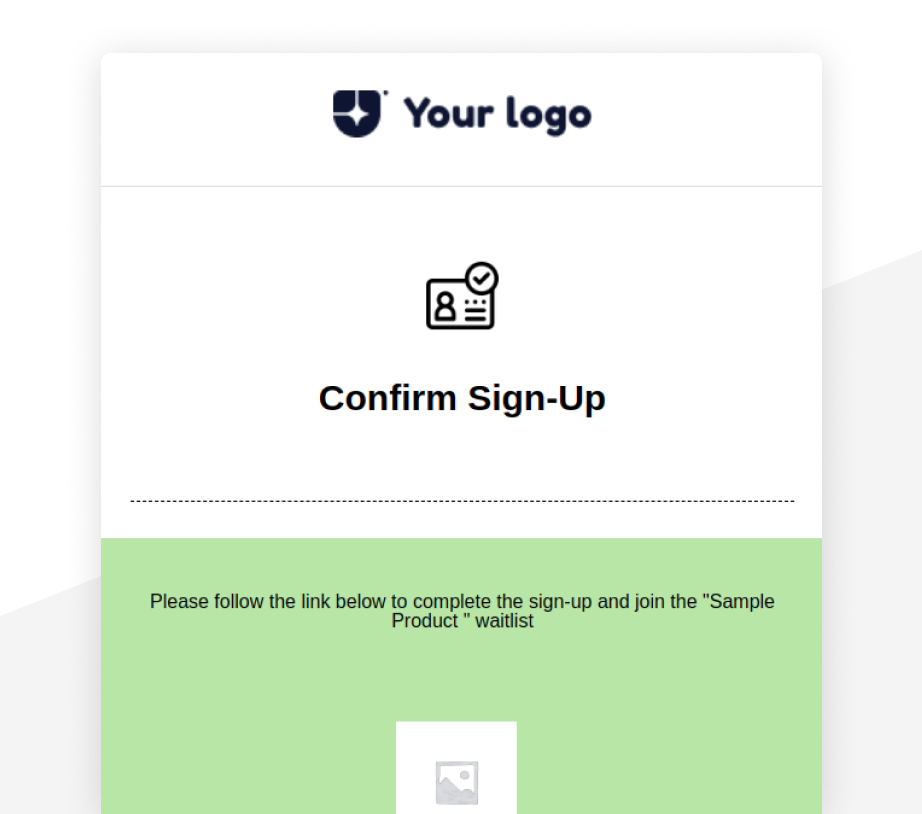 Your logo
Confirm Sign-Up
Please follow the link below to complete the sign-up and join the "Sample
Product " waitlist